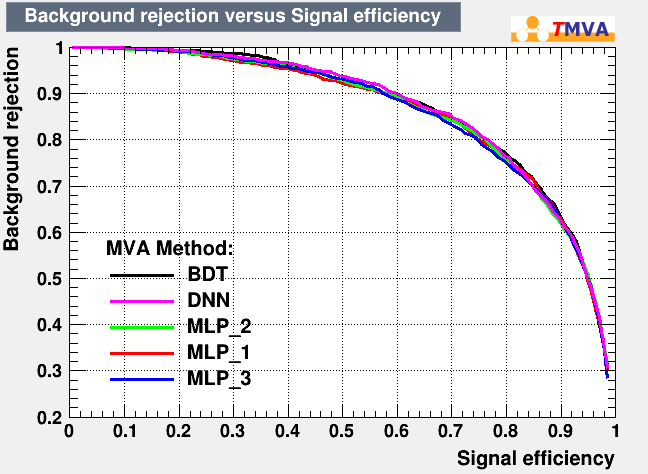 Background rejection versus Signal efficiency
TMVA
Background rejection
1
0.9
0.8
0.7
0.6
0.5
0.4
0.3
0.2
MVA Method:
BDT
DNN
MLP_2
MLP_1
MLP_3
0 0.1 0.2 0.3 0.4 0.5 0.6 0.7 0.8 0.9 1
Signal efficiency